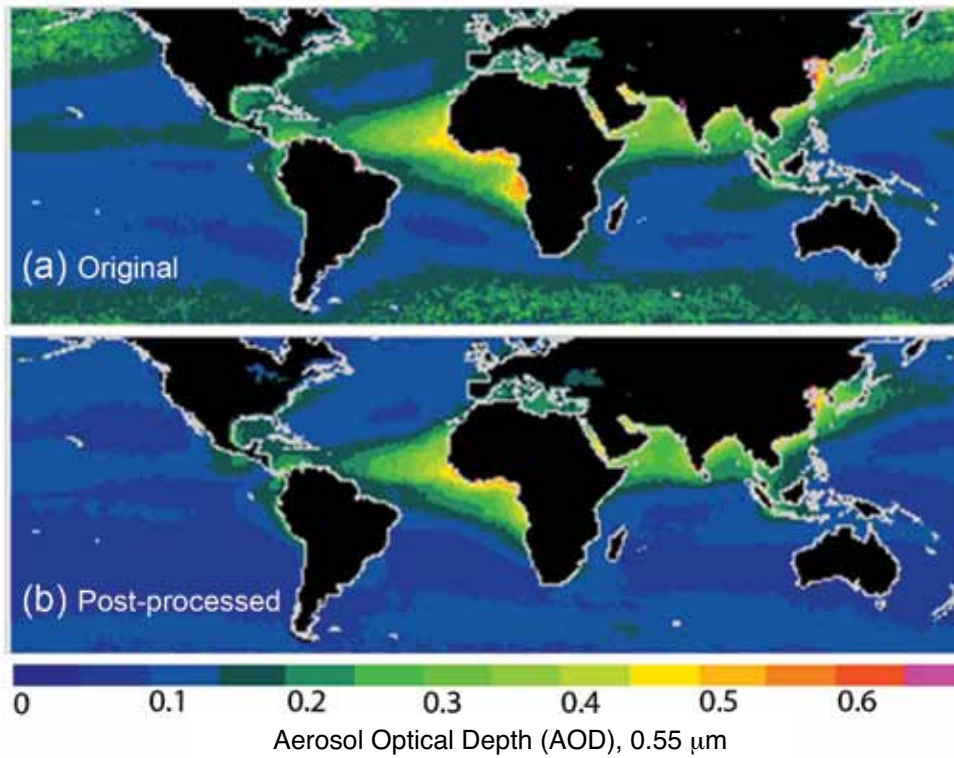 (a) Original
(b) Post-processed
0 0.1 0.2 0.3 0.4 0.5 0.6
Aerosol Optical Depth (AOD), 0.55 μm